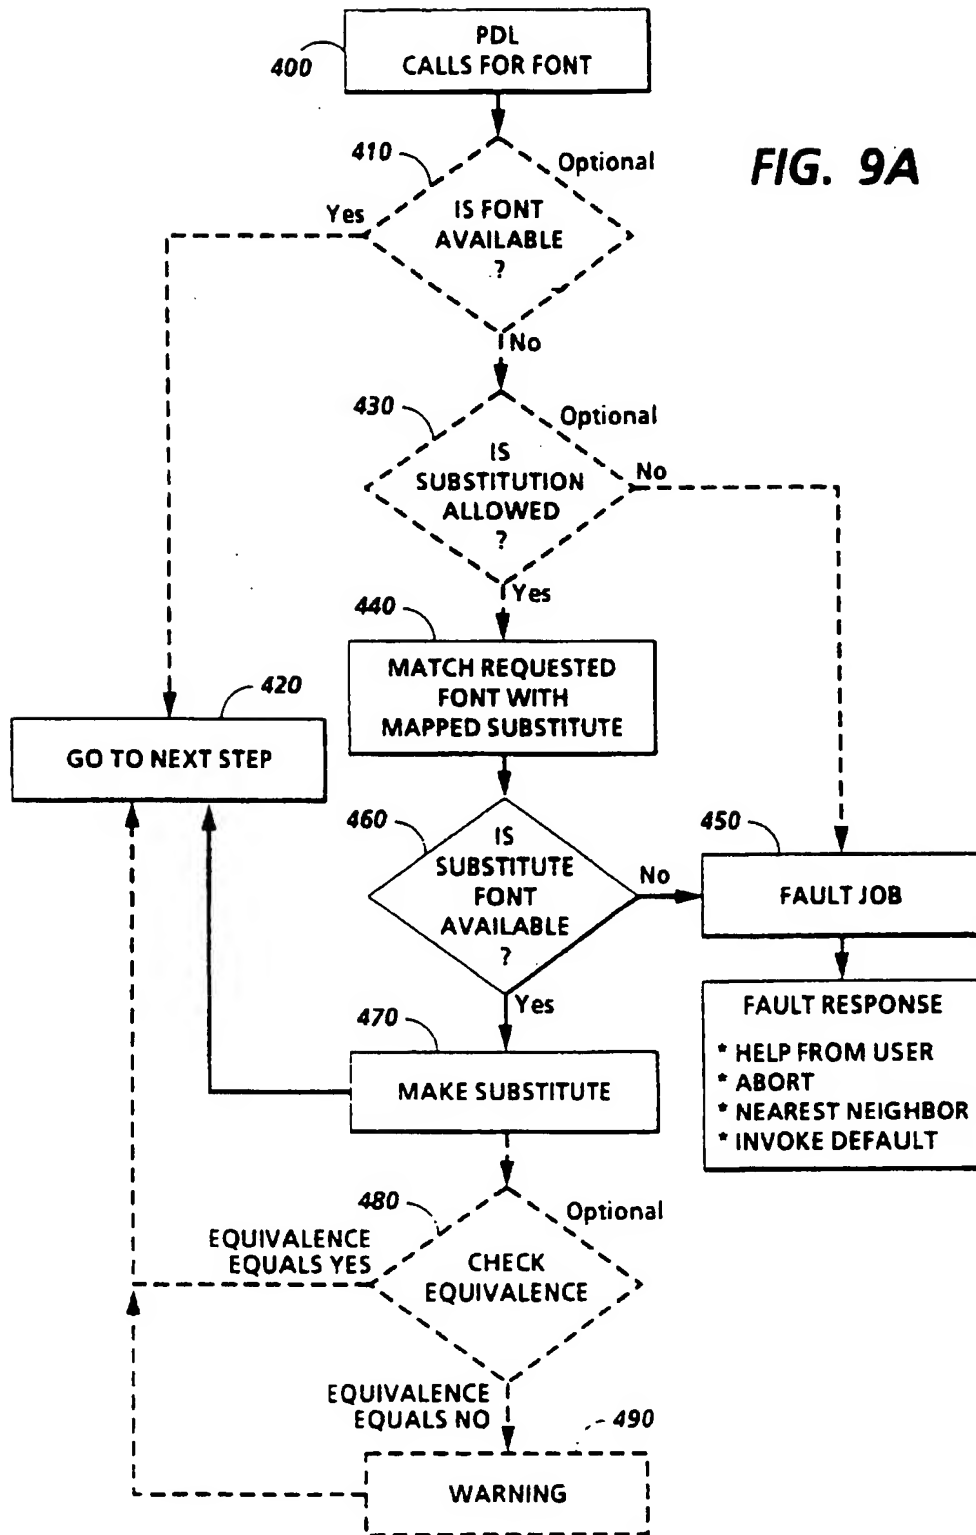 PDL
CALLS FOR FONT
400
FIG. 9A
410
Optional
Yes
IS FONT
AVAILABLE
?
No
430
Optional
IS
SUBSTITUTION
ALLOWED
?
No
Yes
440
MATCH REQUESTED
FONT WITH
MAPPED SUBSTITUTE
420
GO TO NEXT STEP
460
IS
SUBSTITUTE
FONT
AVAILABLE
?
No
Yes
450
FAULT JOB
FAULT RESPONSE
* HELP FROM USER
* ABORT
* NEAREST NEIGHBOR
* INVOKE DEFAULT
470
MAKE SUBSTITUTE
480
Optional
EQUIVALENCE
EQUALS YES
CHECK
EQUIVALENCE
EQUIVALENCE
EQUALS NO
490
WARNING